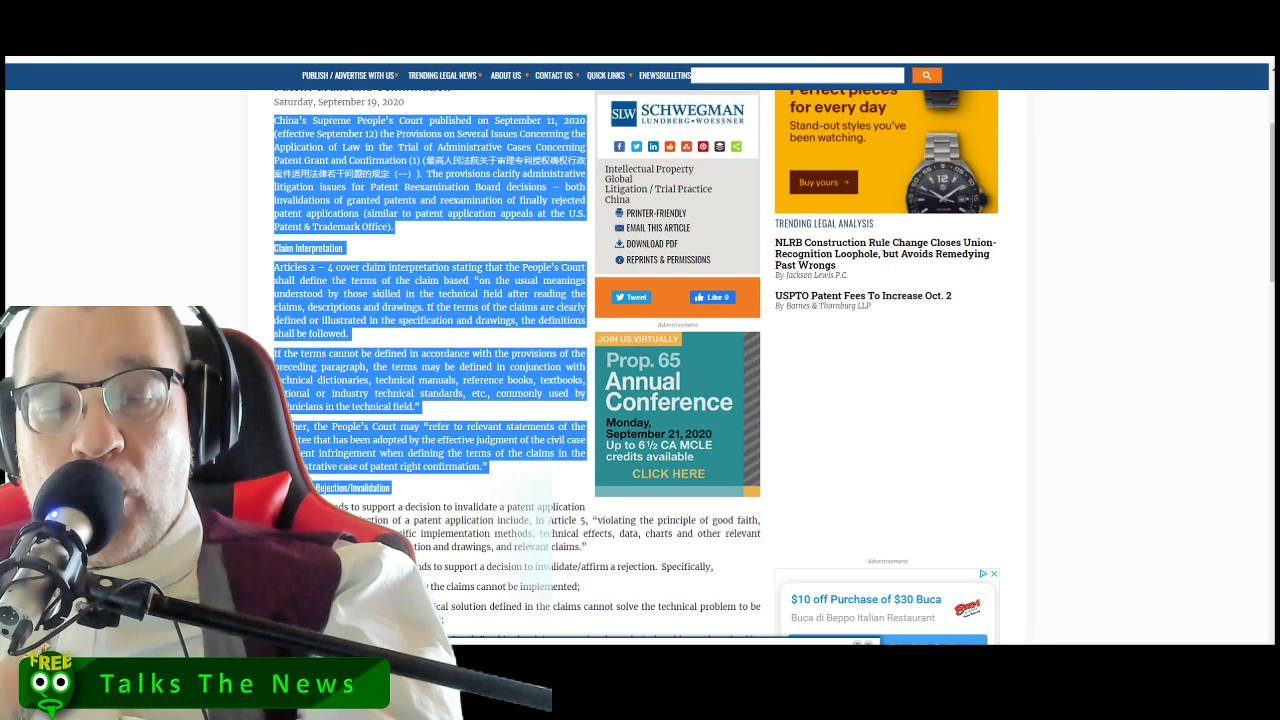 PUBLISH / ADVERTISE WITH US TRENDING LEGAL NEWS ABOUT US CONTACT US QUICK LINKS ENEWSBULLETINS
Saturday, September 19, 2020
China's Supreme People's Court published on September 11, 2020
(effective September 12) the Provisions on Several Issues Concerning the
Application of Law in the Trial of Administrative Cases Concerning
Patent Grant and Confirmation (1) (最高人民法院关于审理专利授权确权行政
案件适用法律若干问题的规定（一）). The provisions clarify administrative
litigation issues for Patent Reexamination Board decisions – both
invalidations of granted patents and reexamination of finally rejected
patent applications (similar to patent application appeals at the U.S.
Patent & Trademark Office).
Claim Interpretation
Articles 2 – 4 cover claim interpretation stating that the People's Court
shall define the terms of the claim based “on the usual meanings
understood by those skilled in the technical field after reading the
claims, descriptions and drawings. If the terms of the claims are clearly
defined or illustrated in the specification and drawings, the definitions
shall be followed.
If the terms cannot be defined in accordance with the provisions of the
preceding paragraph, the terms may be defined in conjunction with
technical dictionaries, technical manuals, reference books, textbooks,
or industry technical standards, etc., commonly used by
in the technical field.”
the People's Court may “refer to relevant statements of the
that has been adopted by the effective judgment of the civil case
infringement when defining the terms of the claims in the
case of patent right confirmation.”
Rejection/Invalidation
to support a decision to invalidate a patent application
of a patent application include, in Article 5, “violating the principle of good faith,
implementation methods, technical effects, data, charts and other relevant
and drawings, and relevant claims.”
to support a decision to invalidate/affirm a rejection. Specifically,
the claims cannot be implemented;
solution defined in the claims cannot solve the technical problem to be
SLW SCHWEGMAN
LUNDBERG • WOESSNER
Intellectual Property
Global
Litigation / Trial Practice
China
PRINTER-FRIENDLY
EMAIL THIS ARTICLE
DOWNLOAD PDF
REPRINTS & PERMISSIONS
Tweet Like 0
Advertisement
JOIN US VIRTUALLY
Prop. 65
Annual
Conference
Monday,
September 21, 2020
Up to 6½ CA MCLE
credits available
CLICK HERE
Perfect pieces
for every day
Stand-out styles you've
been watching.
Buy yours
TRENDING LEGAL ANALYSIS
NLRB Construction Rule Change Closes Union-
Recognition Loophole, but Avoids Remedying
Past Wrongs
By Jackson Lewis P.C.
USPTO Patent Fees To Increase Oct. 2
By Barnes & Thornburg LLP
Advertisement
$10 off Purchase of $30 Buca
Buca di Beppo Italian Restaurant
FREE
Talks The News